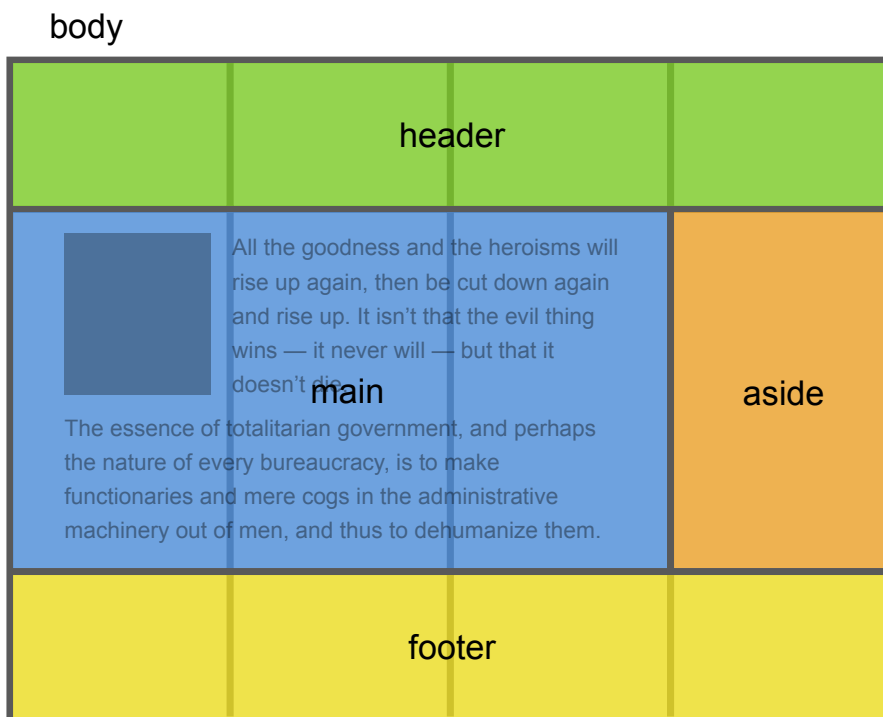 body
header
All the goodness and the heroisms will
rise up again, then be cut down again
and rise up. It isn’t that the evil thing
wins — it never will — but that it
doesn’t die.
main
aside
The essence of totalitarian government, and perhaps
the nature of every bureaucracy, is to make
functionaries and mere cogs in the administrative
machinery out of men, and thus to dehumanize them.
footer